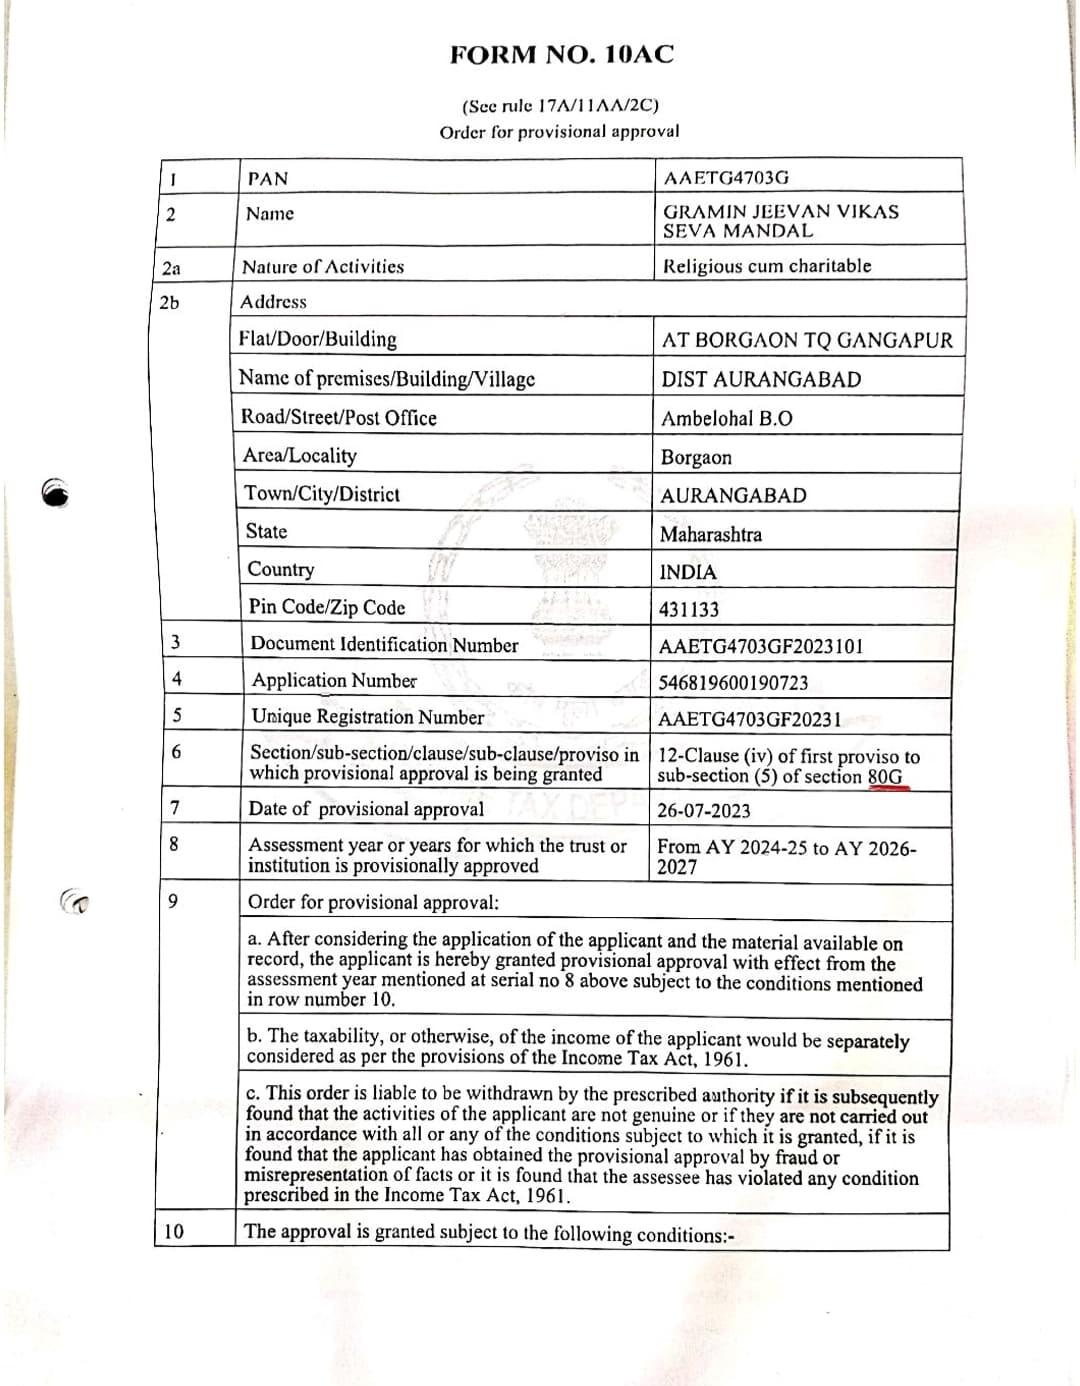 FORM NO. 10AC
(See rule 17A/11AA/2C)
Order for provisional approval
1 PAN AAETG4703G
2 Name GRAMIN JEEVAN VIKAS
SEVA MANDAL
2a Nature of Activities Religious cum charitable
2b Address
Flat/Door/Building AT BORGAON TQ GANGAPUR
Name of premises/Building/Village DIST AURANGABAD
Road/Street/Post Office Ambelohal B.O
Area/Locality Borgaon
Town/City/District AURANGABAD
State Maharashtra
Country INDIA
Pin Code/Zip Code 431133
3 Document Identification Number AAETG4703GF2023101
4 Application Number 546819600190723
5 Unique Registration Number AAETG4703GF20231
6 Section/sub-section/clause/sub-clause/proviso in 12-Clause (iv) of first proviso to
which provisional approval is being granted sub-section (5) of section 80G
7 Date of provisional approval 26-07-2023
8 Assessment year or years for which the trust or From AY 2024-25 to AY 2026-
institution is provisionally approved 2027
9 Order for provisional approval:
a. After considering the application of the applicant and the material available on
record, the applicant is hereby granted provisional approval with effect from the
assessment year mentioned at serial no 8 above subject to the conditions mentioned
in row number 10.
b. The taxability, or otherwise, of the income of the applicant would be separately
considered as per the provisions of the Income Tax Act, 1961.
c. This order is liable to be withdrawn by the prescribed authority if it is subsequently
found that the activities of the applicant are not genuine or if they are not carried out
in accordance with all or any of the conditions subject to which it is granted, if it is
found that the applicant has obtained the provisional approval by fraud or
misrepresentation of facts or it is found that the assessee has violated any condition
prescribed in the Income Tax Act, 1961.
10 The approval is granted subject to the following conditions:-